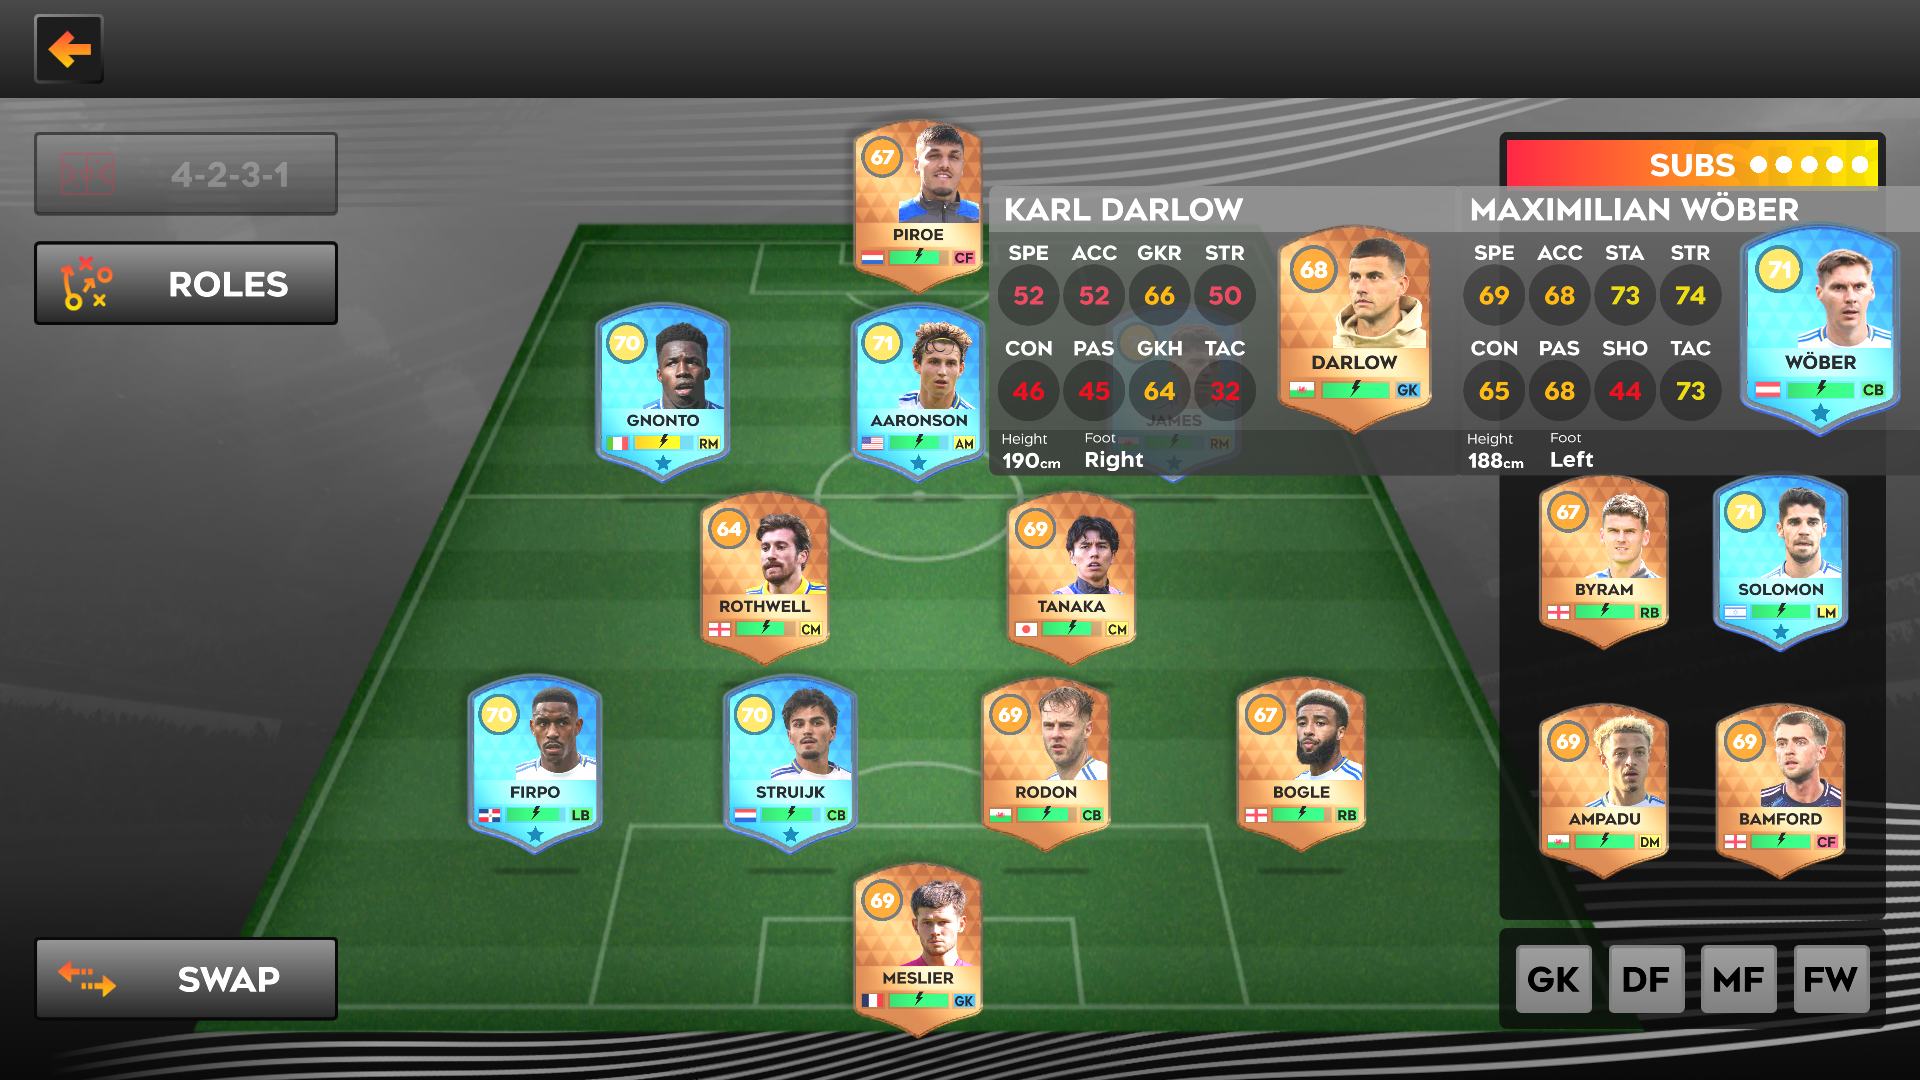 4-2-3-1
ROLES
SWAP
67
PIROE
CF
70
GNONTO
RM
71
AARONSON
AM
JAMES
RM
64
ROTHWELL
CM
69
TANAKA
CM
70
FIRPO
LB
70
STRUIJK
CB
69
RODON
CB
67
BOGLE
RB
69
MESLIER
GK
KARL DARLOW
SPE ACC GKR STR
52 52 66 50
CON PAS GKH TAC
46 45 64 32
Height Foot
190cm Right
68
DARLOW
GK
SUBS
MAXIMILIAN WÖBER
SPE ACC STA STR
69 68 73 74
CON PAS SHO TAC
65 68 44 73
Height Foot
188cm Left
71
WÖBER
CB
67
BYRAM
RB
71
SOLOMON
LM
69
AMPADU
DM
69
BAMFORD
CF
GK DF MF FW